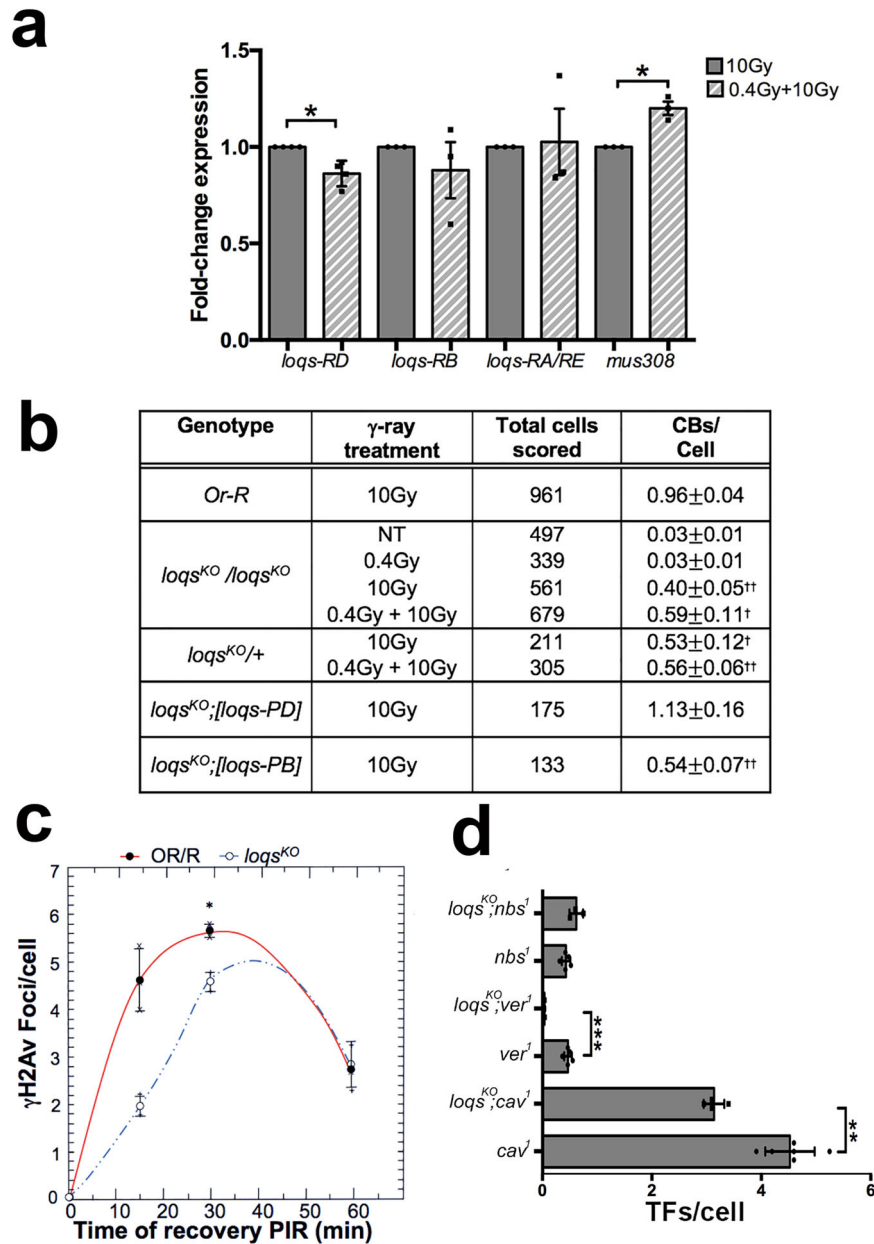 a
1.5
1.0
0.5
0.0
Fold-change expression
*
*
10Gy
0.4Gy+10Gy
loqs-RD
loqs-RB
loqs-RA/RE
mus308
b
Genotype
γ-ray treatment
Total cells scored
CBs/ Cell
Or-R
10Gy
961
0.96±0.04
loqsᴷᴼ/loqsᴷᴼ
NT
497
0.03±0.01
0.4Gy
339
0.03±0.01
10Gy
561
0.40±0.05††
0.4Gy + 10Gy
679
0.59±0.11†
loqsᴷᴼ/+
10Gy
211
0.53±0.12†
0.4Gy + 10Gy
305
0.56±0.06††
loqsᴷᴼ;[loqs-PD]
10Gy
175
1.13±0.16
loqsᴷᴼ;[loqs-PB]
10Gy
133
0.54±0.07††
c
OR/R
loqsᴷᴼ
7
6
5
4
3
2
1
0
γH2Av Foci/cell
*
0 10 20 30 40 50 60
Time of recovery PIR (min)
d
loqsᴷᴼ;nbs¹
nbs¹
loqsᴷᴼ;ver¹
ver¹
***
loqsᴷᴼ;cav¹
cav¹
**
0 2 4 6
TFs/cell